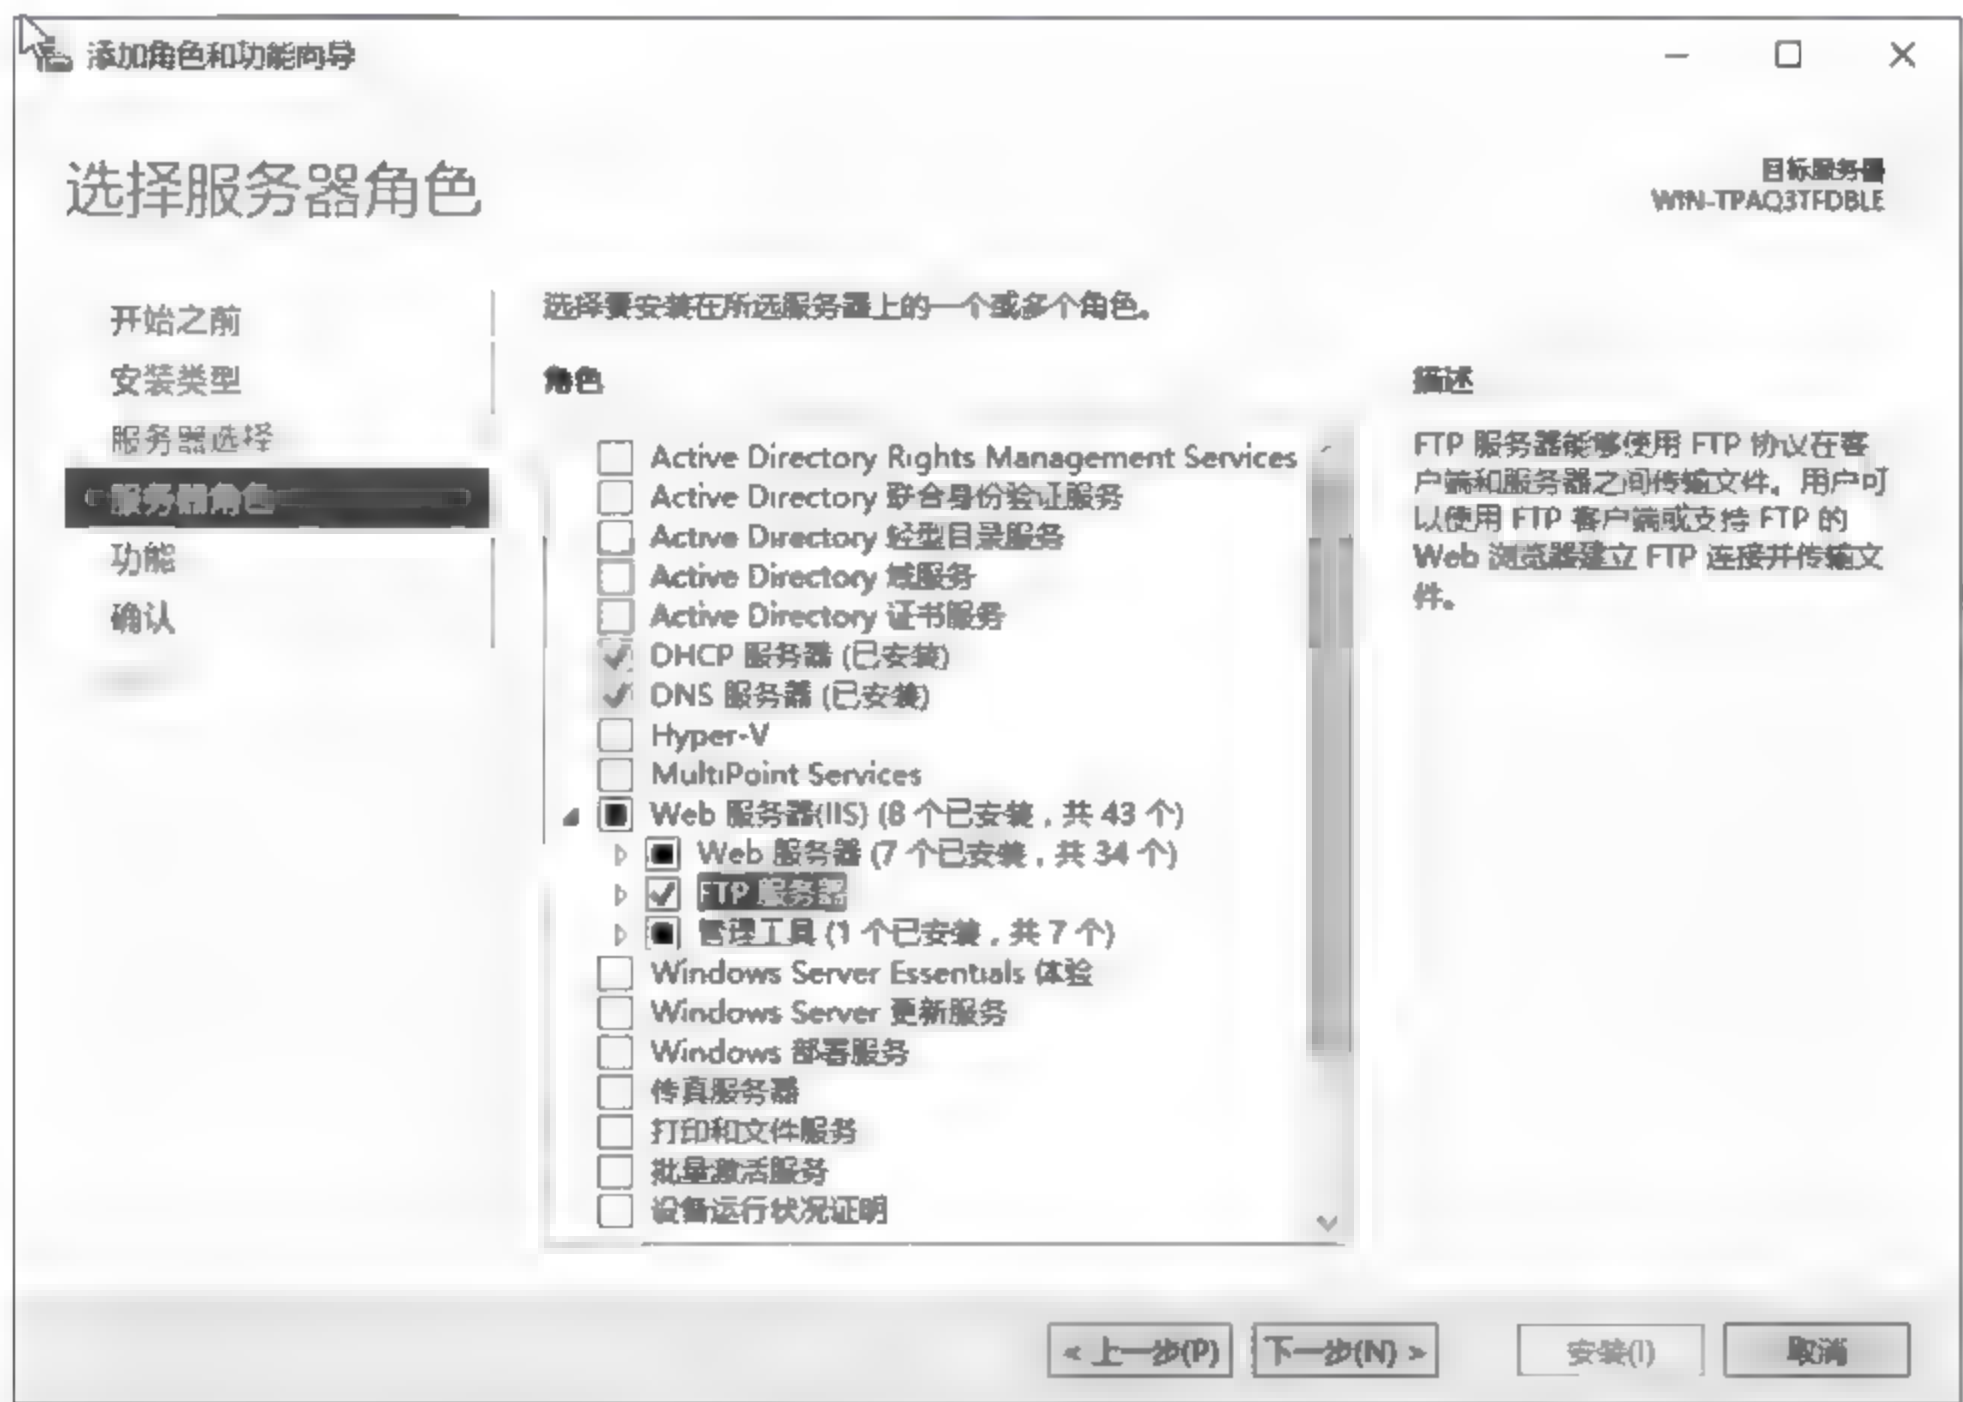 添加角色和功能向导
选择服务器角色
目标服务器
WIN-TPAQ3TFDBLE
开始之前
安装类型
服务器选择
服务器角色
功能
确认
选择要安装在所选服务器上的一个或多个角色。
角色
Active Directory Rights Management Services
Active Directory 联合身份验证服务
Active Directory 轻型目录服务
Active Directory 域服务
Active Directory 证书服务
DHCP 服务器 (已安装)
DNS 服务器 (已安装)
Hyper-V
MultiPoint Services
Web 服务器(IIS) (8 个已安装，共 43 个)
Web 服务器 (7 个已安装，共 34 个)
FTP 服务器
管理工具 (1 个已安装，共 7 个)
Windows Server Essentials 体验
Windows Server 更新服务
Windows 部署服务
传真服务器
打印和文件服务
批量激活服务
设备运行状况证明
描述
FTP 服务器能够使用 FTP 协议在客
户端和服务器之间传输文件。用户可
以使用 FTP 客户端或支持 FTP 的
Web 浏览器建立 FTP 连接并传输文
件。
< 上一步(P)
下一步(N) >
安装(I)
取消